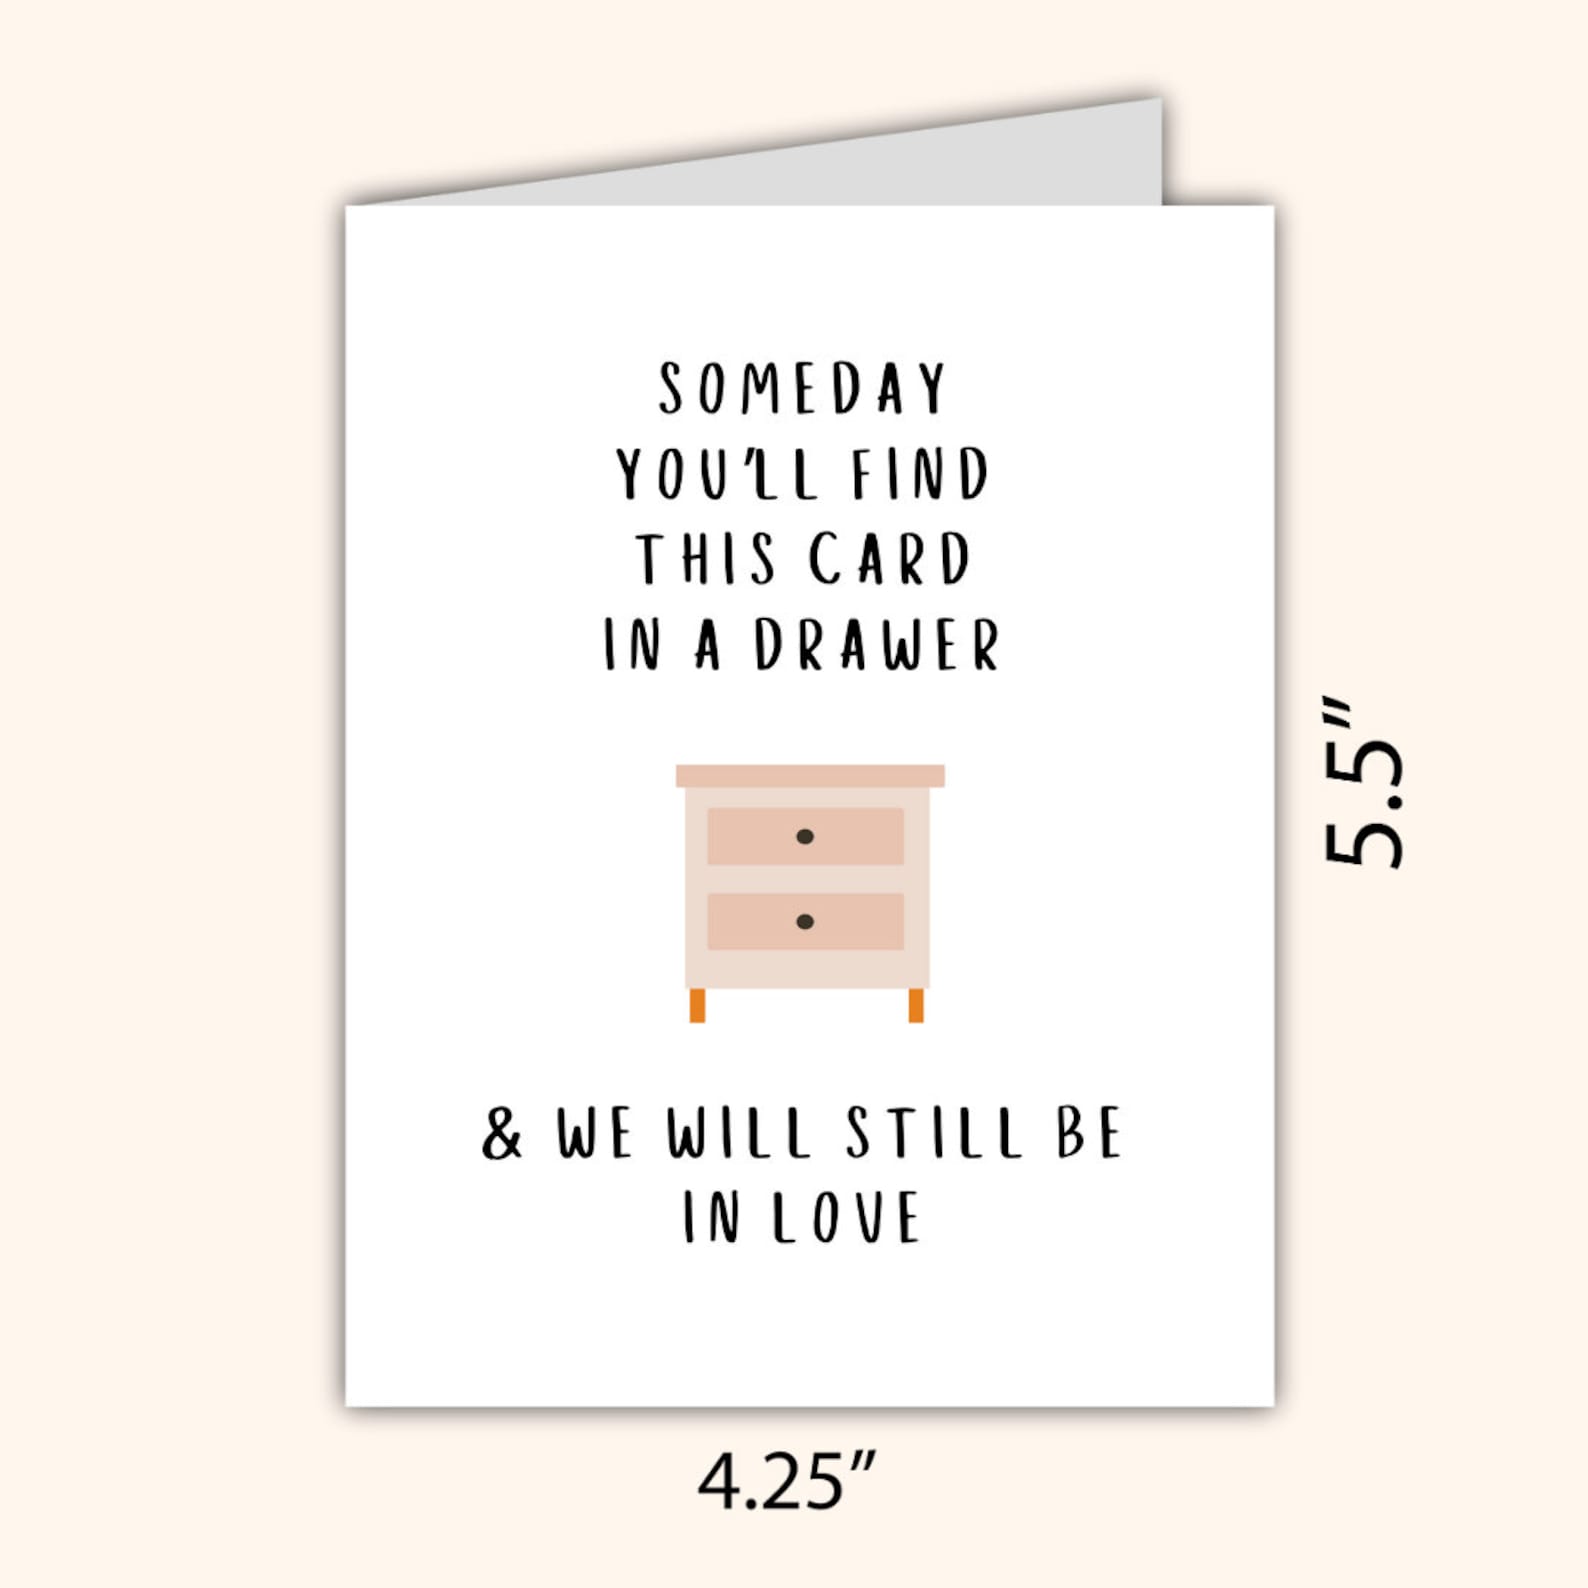 SOMEDAY
YOU'LL FIND
THIS CARD
IN A DRAWER
& WE WILL STILL BE
IN LOVE
5.5"
4.25"